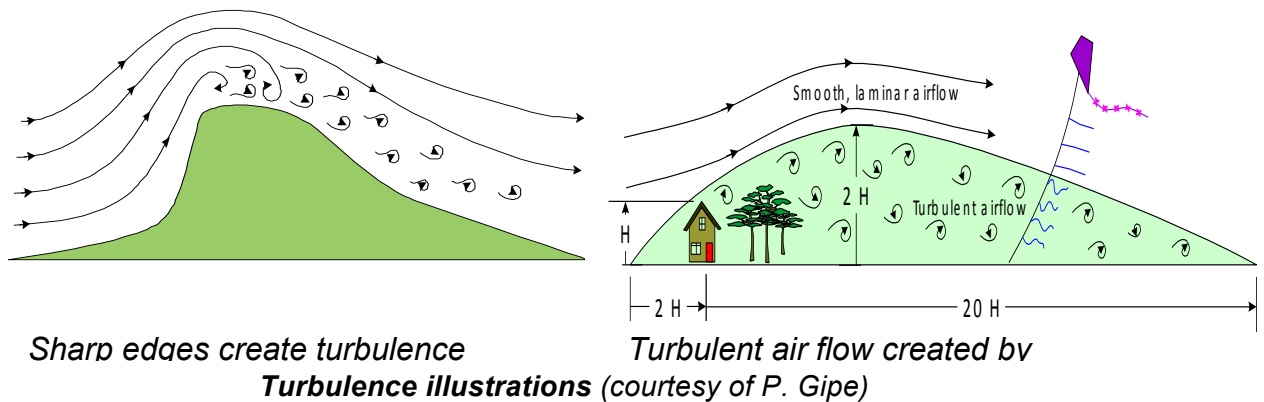 Smooth, laminar airflow
2 H
Turbulent airflow
H
2 H
20 H
Sharp edges create turbulence
Turbulent air flow created by
Turbulence illustrations (courtesy of P. Gipe)